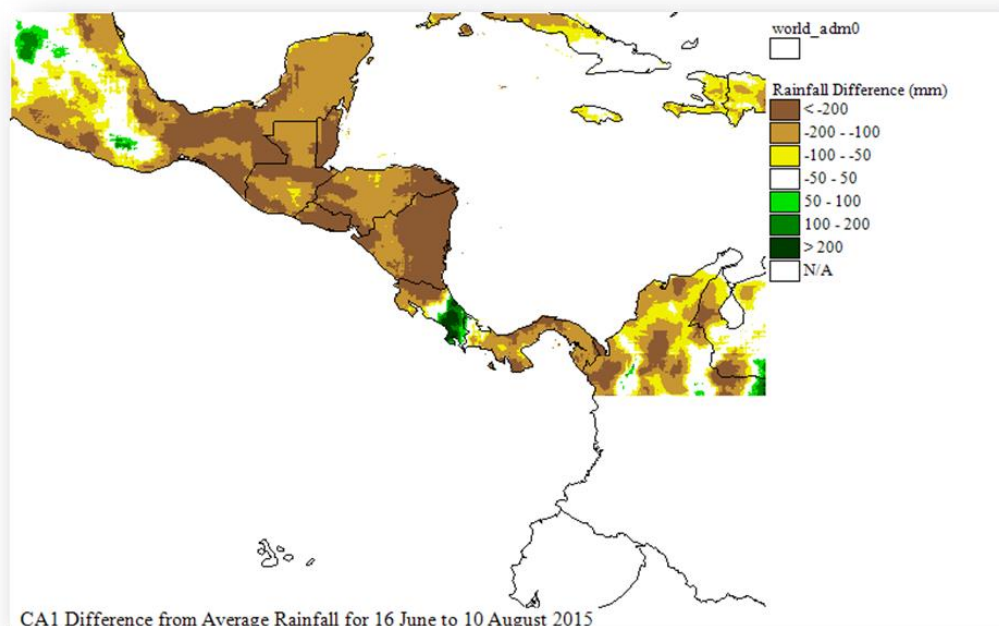 world_adm0
Rainfall Difference (mm)
< -200
-200 - -100
-100 - -50
-50 - 50
50 - 100
100 - 200
> 200
N/A
CA1 Difference from Average Rainfall for 16 June to 10 August 2015